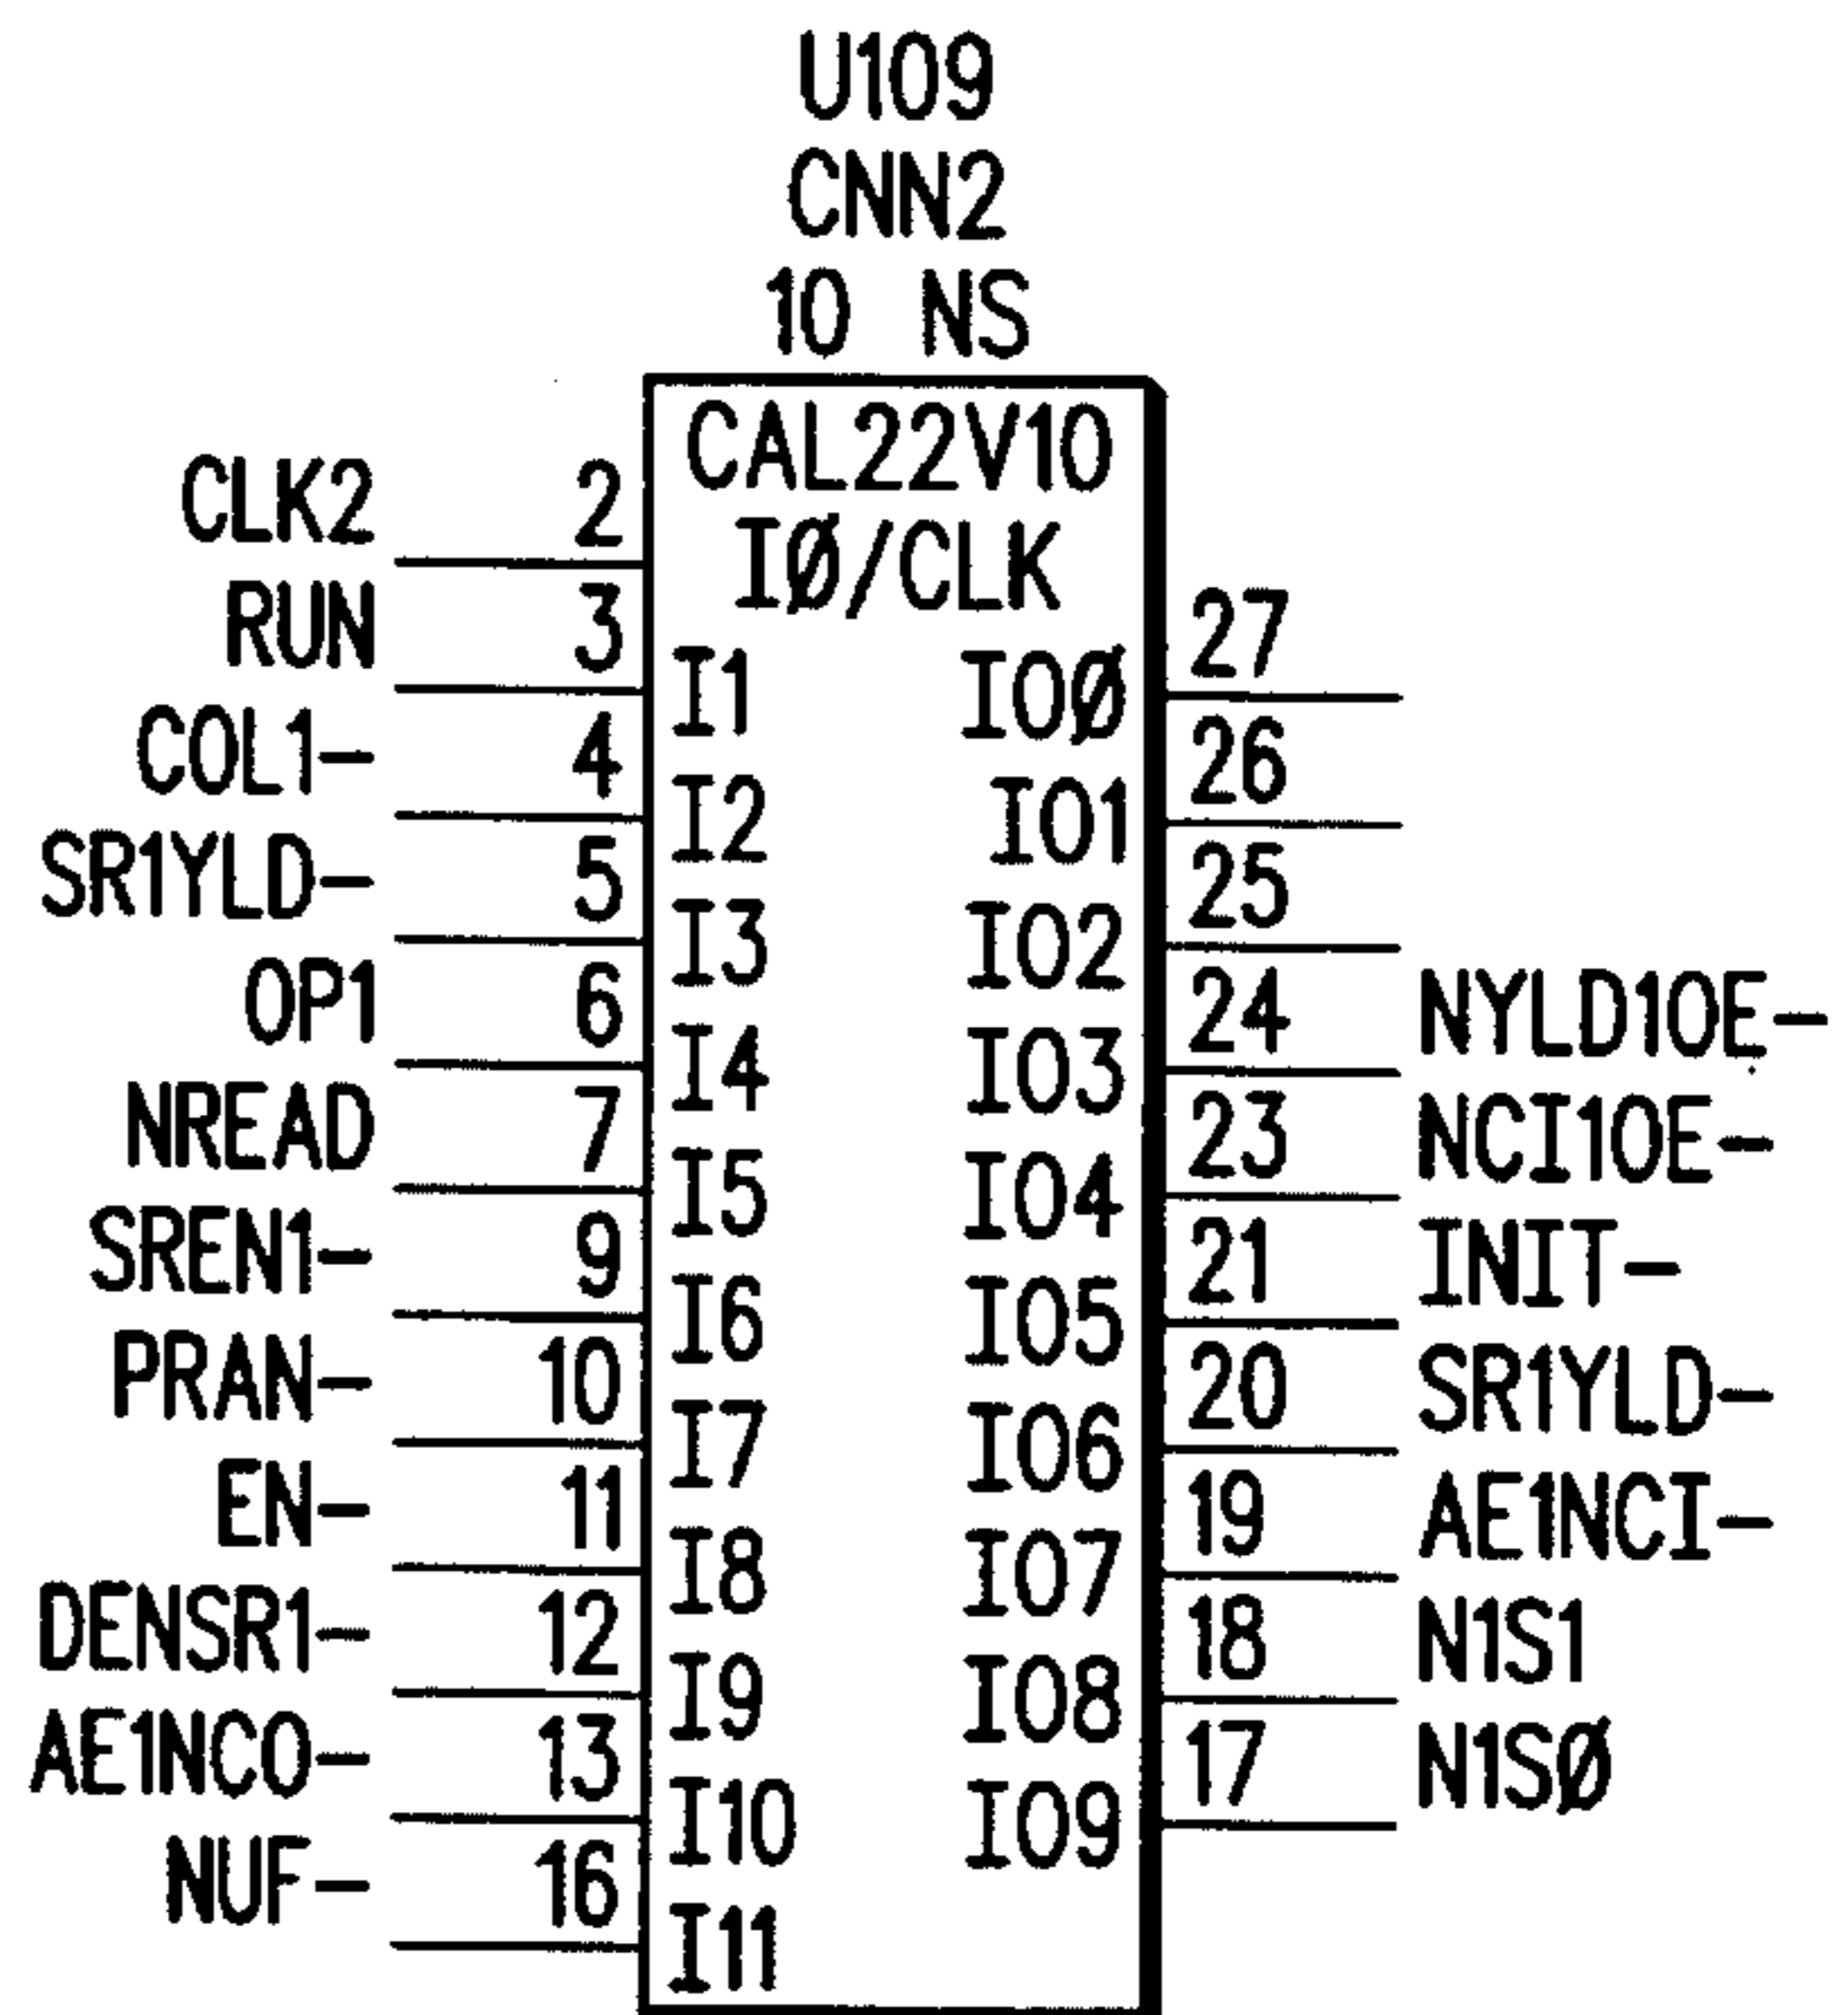 U109
CNN2
10 NS
CAL22V10
CLK2 2 IØ/CLK
RUN 3 I1 IOØ 27
COL1- 4 I2 IO1 26
SR1YLD- 5 I3 IO2 25
OP1 6 I4 IO3 24 NYLD1OE-
NREAD 7 I5 IO4 23 NCI1OE-
SREN1- 9 I6 IO5 21 INIT-
PRAN- 10 I7 IO6 20 SR1YLD-
EN- 11 I8 IO7 19 AE1NCI-
DENSR1- 12 I9 IO8 18 N1S1
AE1NCO- 13 I10 IO9 17 N1SØ
NUF- 16 I11